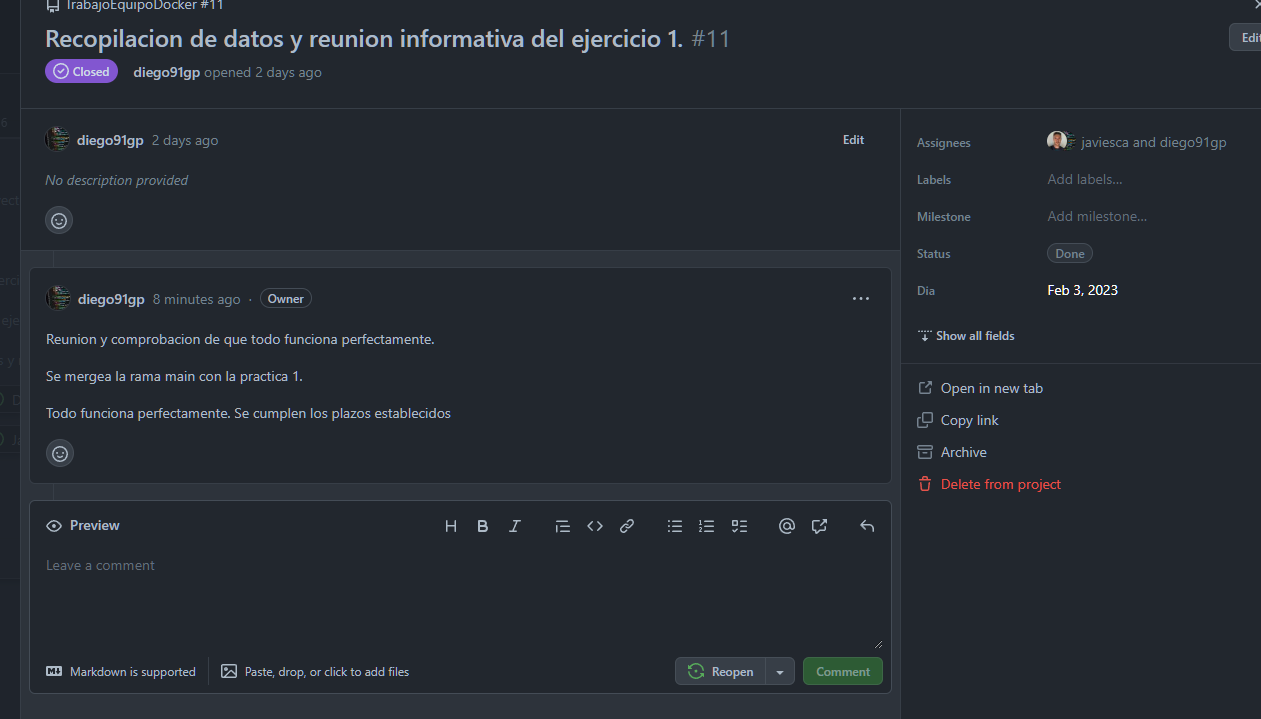 TrabajoEquipoDocker #11
Recopilacion de datos y reunion informativa del ejercicio 1. #11
Closed diego91gp opened 2 days ago
diego91gp 2 days ago Edit
No description provided
diego91gp 8 minutes ago · Owner
Reunion y comprobacion de que todo funciona perfectamente.
Se mergea la rama main con la practica 1.
Todo funciona perfectamente. Se cumplen los plazos establecidos
Preview
Leave a comment
Markdown is supported
Paste, drop, or click to add files
Reopen
Comment
Assignees javiesca and diego91gp
Labels Add labels...
Milestone Add milestone...
Status Done
Dia Feb 3, 2023
Show all fields
Open in new tab
Copy link
Archive
Delete from project